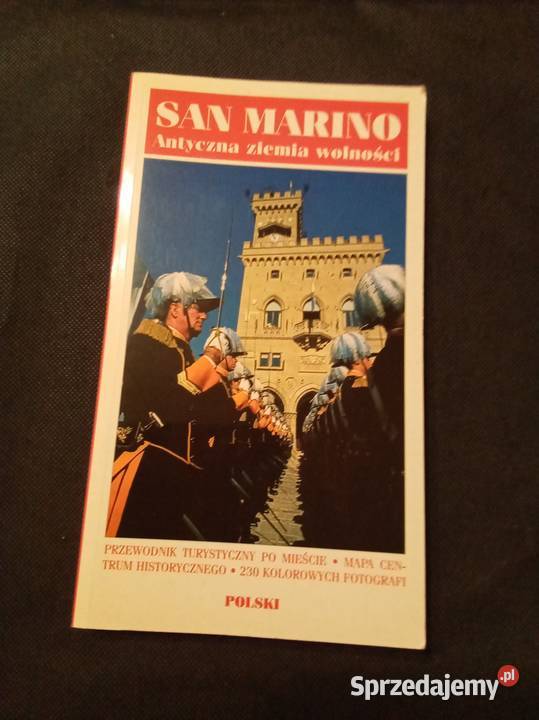 SAN MARINO
Antyczna ziemia wolności
PRZEWODNIK TURYSTYCZNY PO MIEŚCIE • MAPA CEN-
TRUM HISTORYCZNEGO • 230 KOLOROWYCH FOTOGRAFI
POLSKI
Sprzedajemy.pl